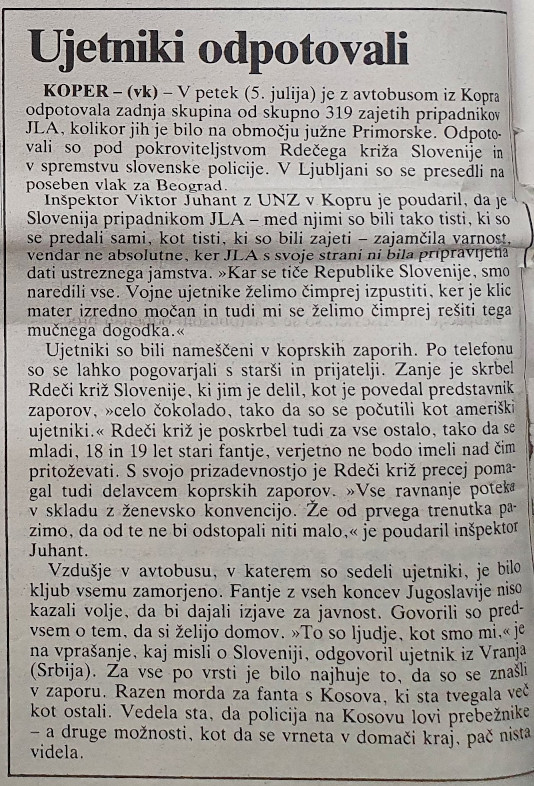 Ujetniki odpotovali
KOPER – (vk) – V petek (5. julija) je z avtobusom iz Kopra
odpotovala zadnja skupina od skupno 319 zajetih pripadnikov
JLA, kolikor jih je bilo na območju južne Primorske. Odpoto-
vali so pod pokroviteljstvom Rdečega križa Slovenije in
v spremstvu slovenske policije. V Ljubljani so se presedli na
poseben vlak za Beograd.
Inšpektor Viktor Juhant z UNZ v Kopru je poudaril, da je
Slovenija pripadnikom JLA – med njimi so bili tako tisti, ki so
se predali sami, kot tisti, ki so bili zajeti – zajamčila varnost,
vendar ne absolutne, ker JLA s svoje strani ni bila pripravljena
dati ustreznega jamstva. »Kar se tiče Republike Slovenije, smo
naredili vse. Vojne ujetnike želimo čimprej izpustiti, ker je klic
mater izredno močan in tudi mi se želimo čimprej rešiti tega
mučnega dogodka.«
Ujetniki so bili nameščeni v koprskih zaporih. Po telefonu
so se lahko pogovarjali s starši in prijatelji. Zanje je skrbel
Rdeči križ Slovenije, ki jim je delil, kot je povedal predstavnik
zaporov, »celo čokolado, tako da so se počutili kot ameriški
ujetniki.« Rdeči križ je poskrbel tudi za vse ostalo, tako da se
mladi, 18 in 19 let stari fantje, verjetno ne bodo imeli nad čim
pritoževati. S svojo prizadevnostjo je Rdeči križ precej poma-
gal tudi delavcem koprskih zaporov. »Vse ravnanje poteka
v skladu z ženevsko konvencijo. Že od prvega trenutka pa-
zimo, da od te ne bi odstopali niti malo,« je poudaril inšpektor
Juhant.
Vzdušje v avtobusu, v katerem so sedeli ujetniki, je bilo
kljub vsemu zamorjeno. Fantje z vseh koncev Jugoslavije niso
kazali volje, da bi dajali izjave za javnost. Govorili so pred-
vsem o tem, da si želijo domov. »To so ljudje, kot smo mi,« je
na vprašanje, kaj misli o Sloveniji, odgovoril ujetnik iz Vranja
(Srbija). Za vse po vrsti je bilo najhuje to, da so se znašli
v zaporu. Razen morda za fanta s Kosova, ki sta tvegala več
kot ostali. Vedela sta, da policija na Kosovu lovi prebežnike
– a druge možnosti, kot da se vrneta v domači kraj, pač nista
videla.